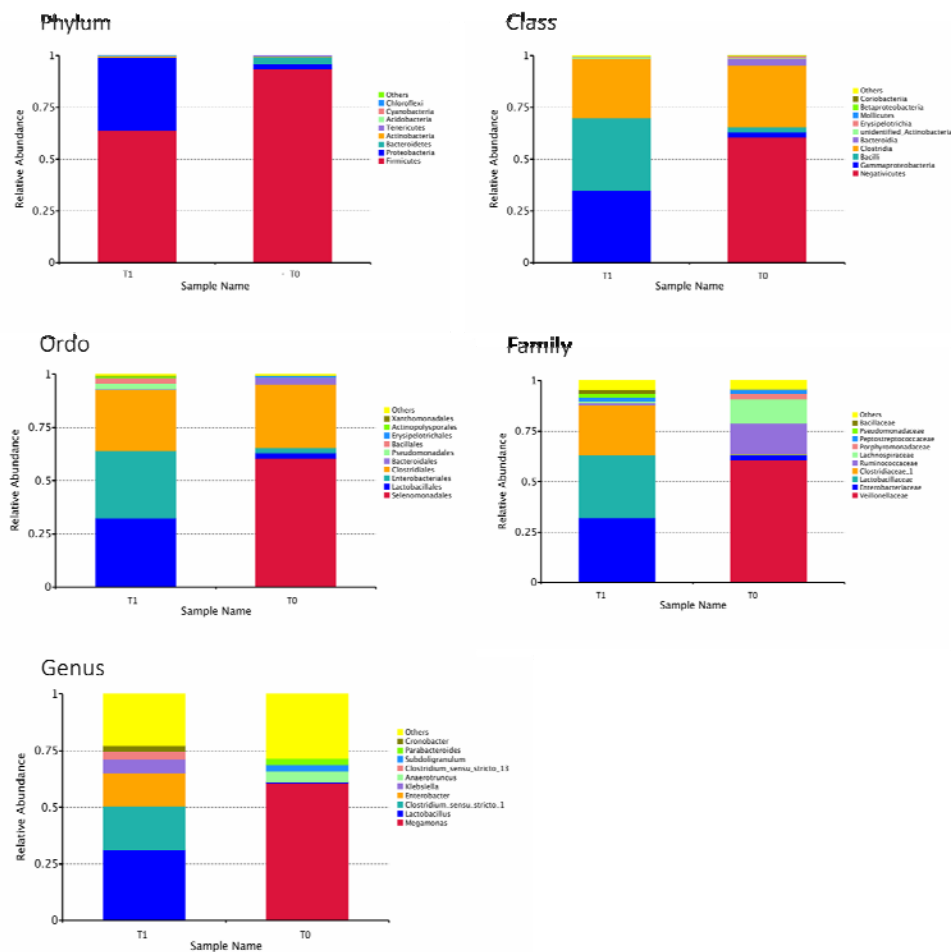 Phylum
1
0.75
0.5
0.25
0
Relative Abundance
T1
T0
Sample Name
Others
Chloroflexi
Cyanobacteria
Acidobacteria
Tenericutes
Actinobacteria
Bacteroidetes
Proteobacteria
Firmicutes
Class
1
0.75
0.5
0.25
0
Relative Abundance
T1
T0
Sample Name
Others
Coriobacteria
Betaproteobacteria
Mollicutes
Erysipelotrichia
unidentified_Actinobacteria
Bacteroidia
Clostridia
Bacilli
Gammaproteobacteria
Negativicutes
Ordo
1
0.75
0.5
0.25
0
Relative Abundance
T1
T0
Sample Name
Others
Xanthomonadales
Actinopolysporales
Erysipelotrichales
Bacillales
Pseudomonadales
Bacteroidales
Clostridiales
Enterobacteriales
Lactobacillales
Selenomonadales
Family
1
0.75
0.5
0.25
0
Relative Abundance
T1
T0
Sample Name
Others
Bacillaceae
Pseudomonadaceae
Peptostreptococcaceae
Porphyromonadaceae
Lachnospiraceae
Ruminococcaceae
Clostridiaceae_1
Lactobacillaceae
Enterobacteriaceae
Veillonellaceae
Genus
1
0.75
0.5
0.25
0
Relative Abundance
T1
T0
Sample Name
Others
Cronobacter
Parabacteroides
Subdoligranulum
Clostridium_sensu_stricto_13
Anaerotruncus
Klebsiella
Enterobacter
Clostridium_sensu_stricto_1
Lactobacillus
Megamonas